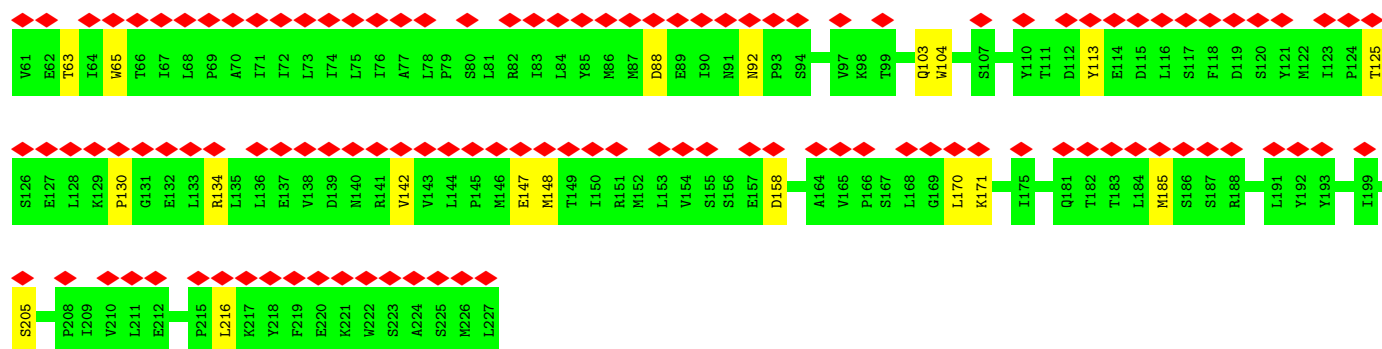 V61 E62 T63 I64 W65 T66 I67 L68 P69 A70 I71 I72 L73 I74 L75 I76 A77 L78 P79 S80 L81 R82 I83 L84 Y85 M86 M87 D88 E89 I90 N91 N92 P93 S94 V97 K98 T99 Q103 W104 S107 Y110 T111 D112 Y113 E114 D115 L116 S117 F118 D119 S120 Y121 M122 I123 P124 T125
S126 E127 L128 K129 P130 G131 E132 L133 R134 L135 L136 E137 V138 D139 N140 R141 V142 V143 L144 P145 M146 E147 M148 T149 I150 R151 M152 L153 V154 S155 S156 E157 D158 A164 V165 P166 S167 L168 G169 L170 K171 I175 Q181 T182 T183 L184 M185 S186 S187 R188 L191 Y192 Y193 I199
S205 P208 I209 V210 L211 E212 P215 L216 K217 Y218 F219 E220 K221 W222 S223 A224 S225 M226 L227